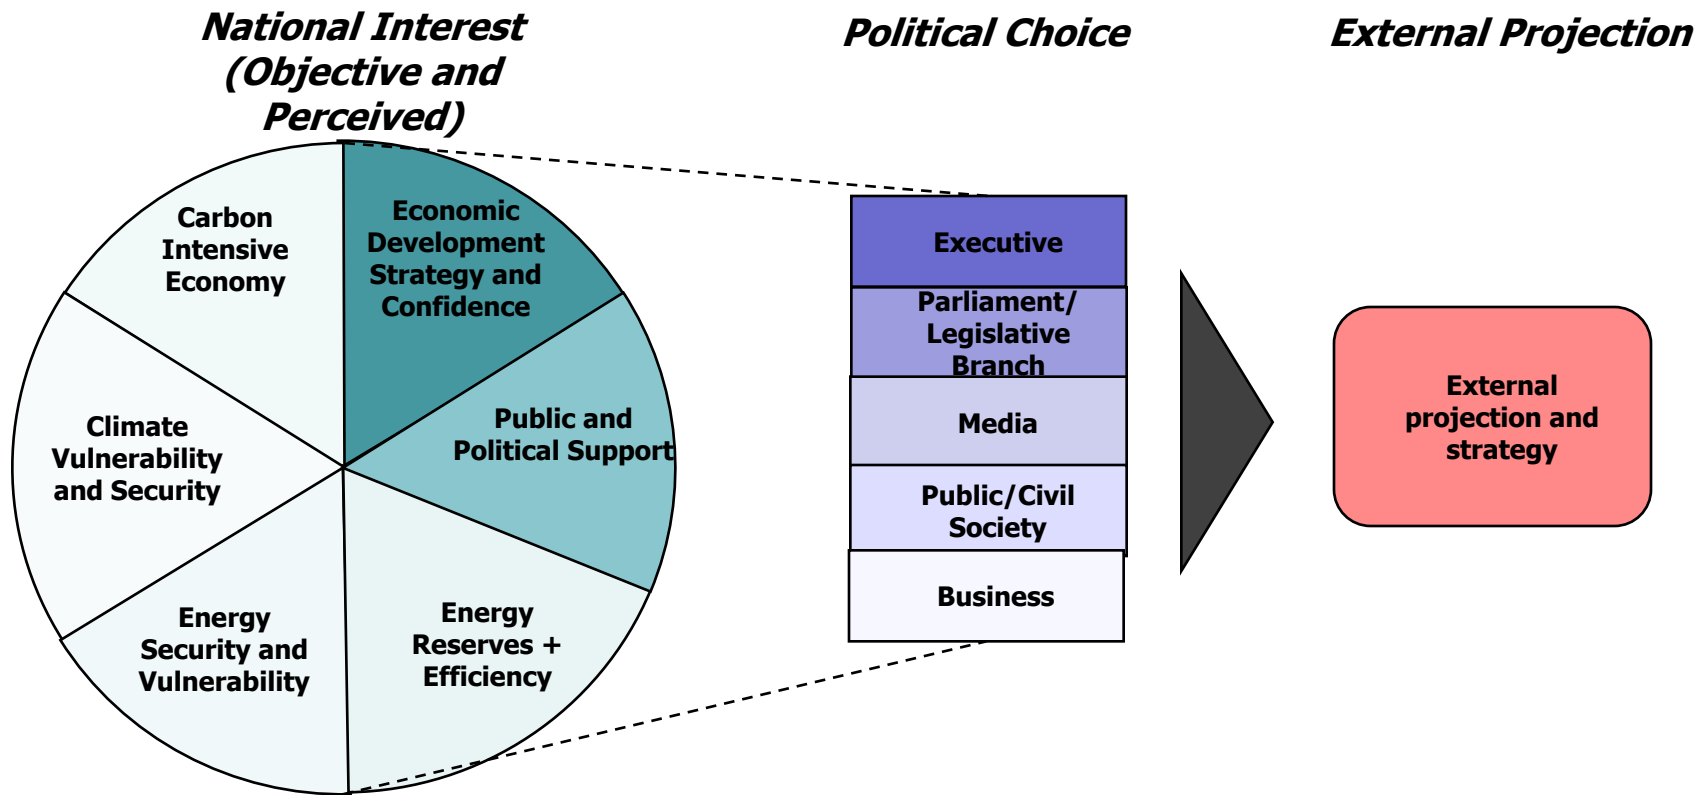 National Interest
(Objective and
Perceived)
Political Choice
External Projection
Carbon
Intensive
Economy
Economic
Development
Strategy and
Confidence
Public and
Political Support
Energy
Reserves +
Efficiency
Energy
Security and
Vulnerability
Climate
Vulnerability
and Security
Executive
Parliament/
Legislative
Branch
Media
Public/Civil
Society
Business
External
projection and
strategy